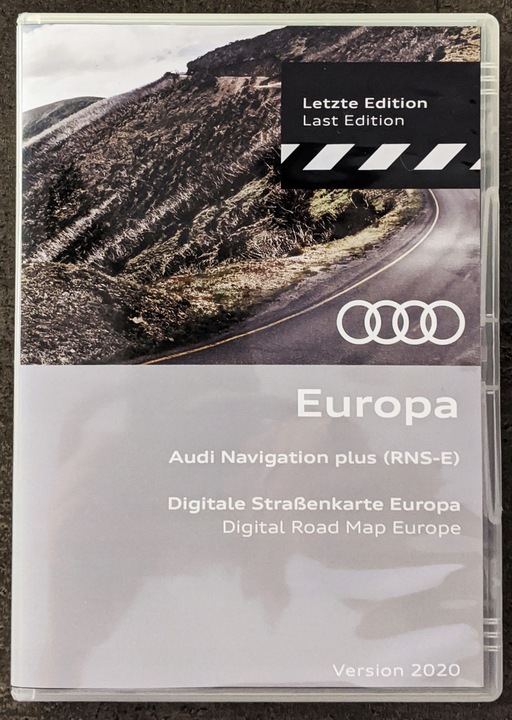 Letzte Edition
Last Edition
Europa
Audi Navigation plus (RNS-E)
Digitale Straßenkarte Europa
Digital Road Map Europe
Version 2020